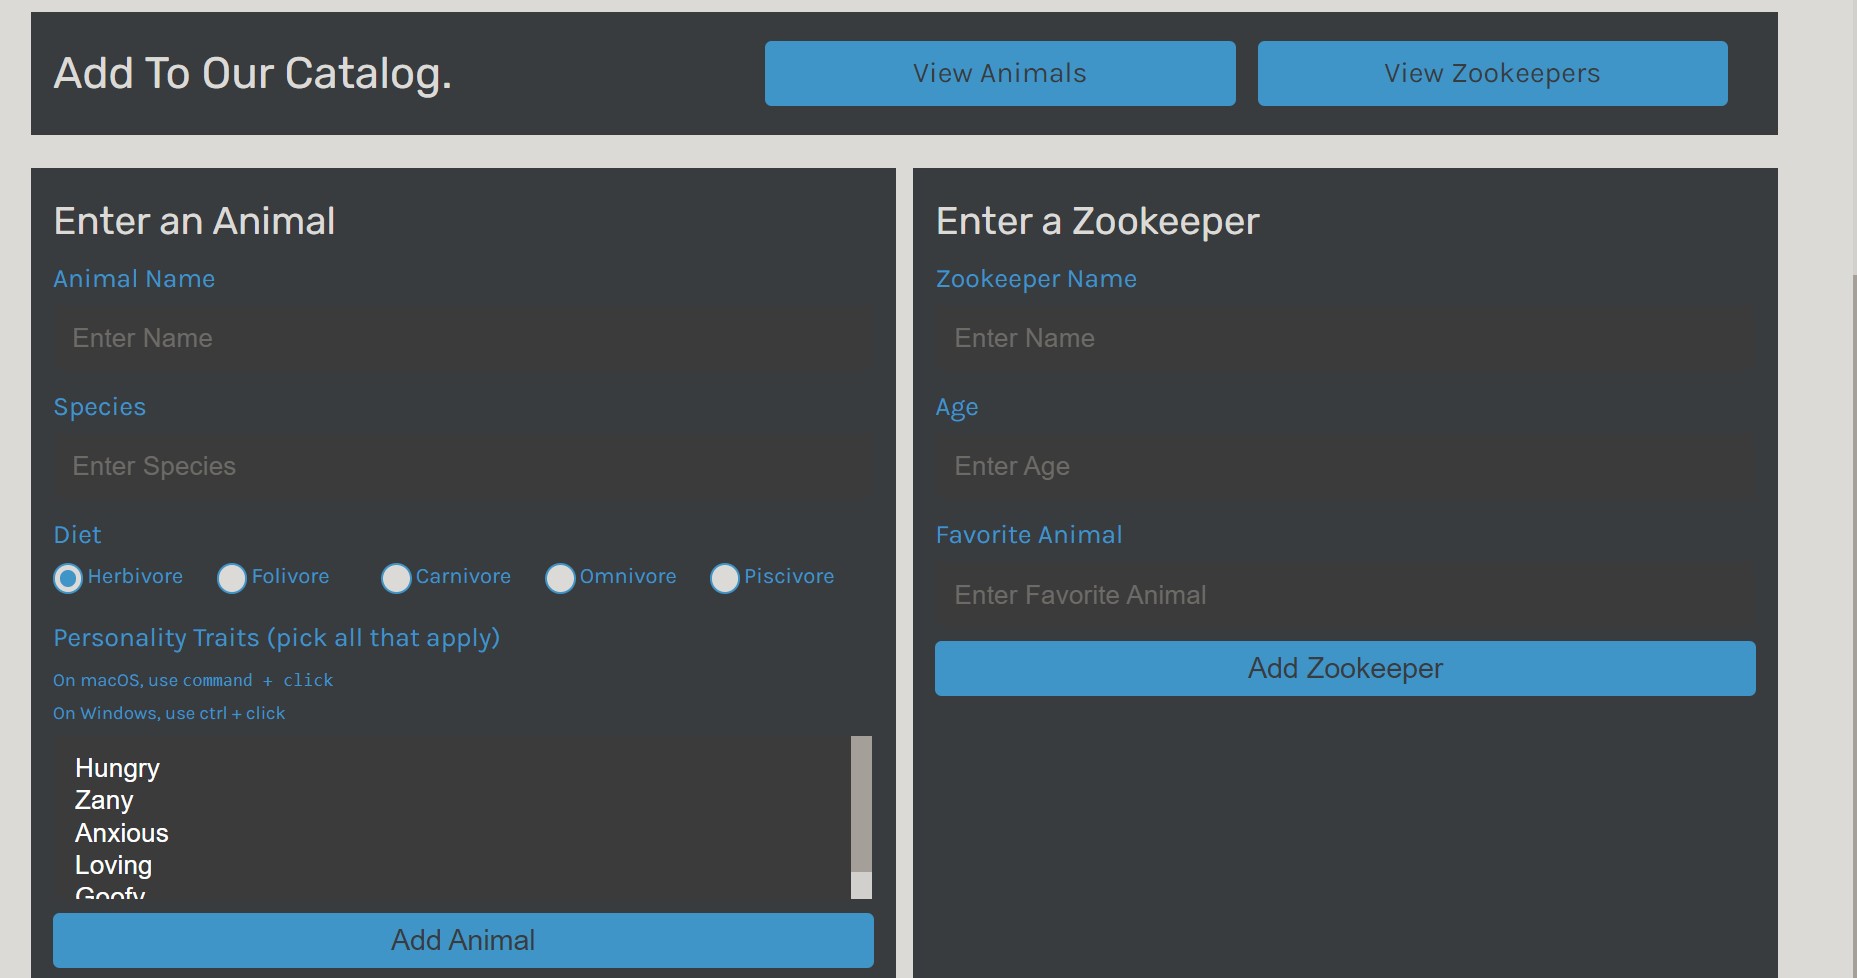 Add To Our Catalog.
View Animals
View Zookeepers
Enter an Animal
Animal Name
Enter Name
Species
Enter Species
Diet
Herbivore Folivore Carnivore Omnivore Piscivore
Personality Traits (pick all that apply)
On macOS, use command + click
On Windows, use ctrl + click
Hungry
Zany
Anxious
Loving
Goofy
Add Animal
Enter a Zookeeper
Zookeeper Name
Enter Name
Age
Enter Age
Favorite Animal
Enter Favorite Animal
Add Zookeeper